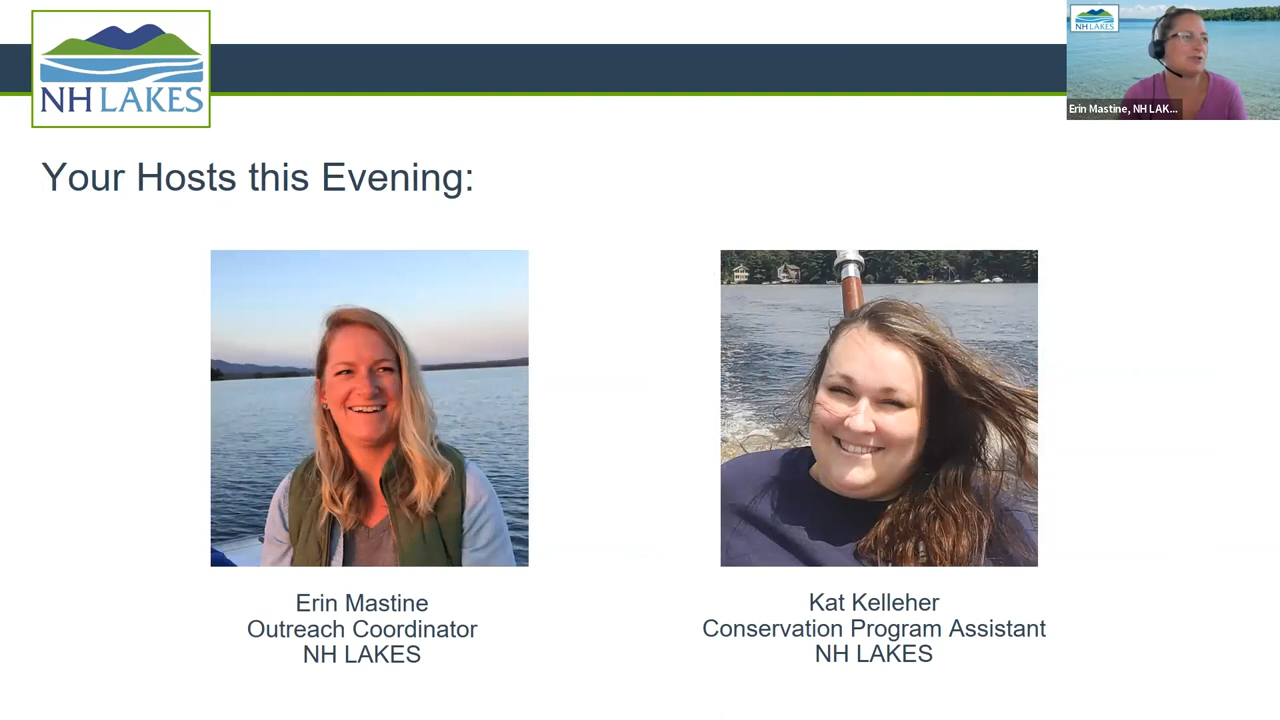 NH LAKES
NH LAKES
Erin Mastine, NH LAK...
Your Hosts this Evening:
Erin Mastine
Outreach Coordinator
NH LAKES
Kat Kelleher
Conservation Program Assistant
NH LAKES